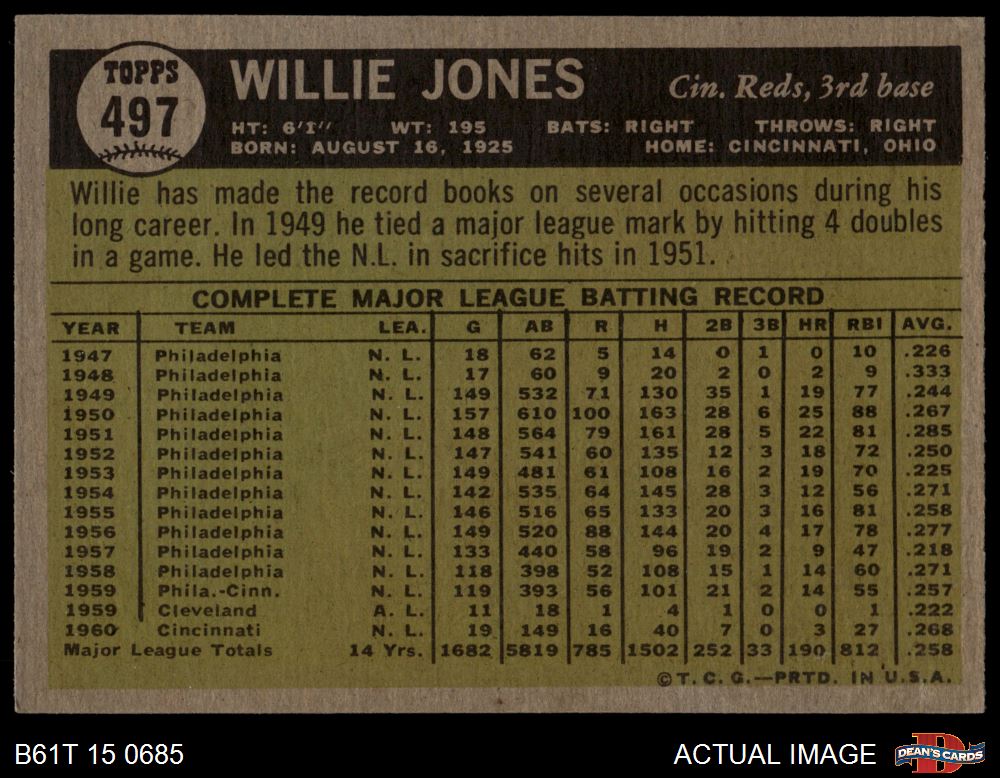 TOPPS
497
WILLIE JONES
Cin. Reds, 3rd base
HT: 6'1" WT: 195 BATS: RIGHT THROWS: RIGHT
BORN: AUGUST 16, 1925 HOME: CINCINNATI, OHIO
Willie has made the record books on several occasions during his
long career. In 1949 he tied a major league mark by hitting 4 doubles
in a game. He led the N.L. in sacrifice hits in 1951.
COMPLETE MAJOR LEAGUE BATTING RECORD
YEAR TEAM LEA. G AB R H 2B 3B HR RBI AVG.
1947 Philadelphia N. L. 18 62 5 14 0 1 0 10 .226
1948 Philadelphia N. L. 17 60 9 20 2 0 2 9 .333
1949 Philadelphia N. L. 149 532 71 130 35 1 19 77 .244
1950 Philadelphia N. L. 157 610 100 163 28 6 25 88 .267
1951 Philadelphia N. L. 148 564 79 161 28 5 22 81 .285
1952 Philadelphia N. L. 147 541 60 135 12 3 18 72 .250
1953 Philadelphia N. L. 149 481 61 108 16 2 19 70 .225
1954 Philadelphia N. L. 142 535 64 145 28 3 12 56 .271
1955 Philadelphia N. L. 146 516 65 133 20 3 16 81 .258
1956 Philadelphia N. L. 149 520 88 144 20 4 17 78 .277
1957 Philadelphia N. L. 133 440 58 96 19 2 9 47 .218
1958 Philadelphia N. L. 118 398 52 108 15 1 14 60 .271
1959 Phila.-Cinn. N. L. 119 393 56 101 21 2 14 55 .257
1959 Cleveland A. L. 11 18 1 4 1 0 0 1 .222
1960 Cincinnati N. L. 19 149 16 40 7 0 3 27 .268
Major League Totals 14 Yrs. 1682 5819 785 1502 252 33 190 812 .258
© T. C. G.—PRTD. IN U.S.A.
B61T 15 0685
ACTUAL IMAGE
DEAN'S CARDS